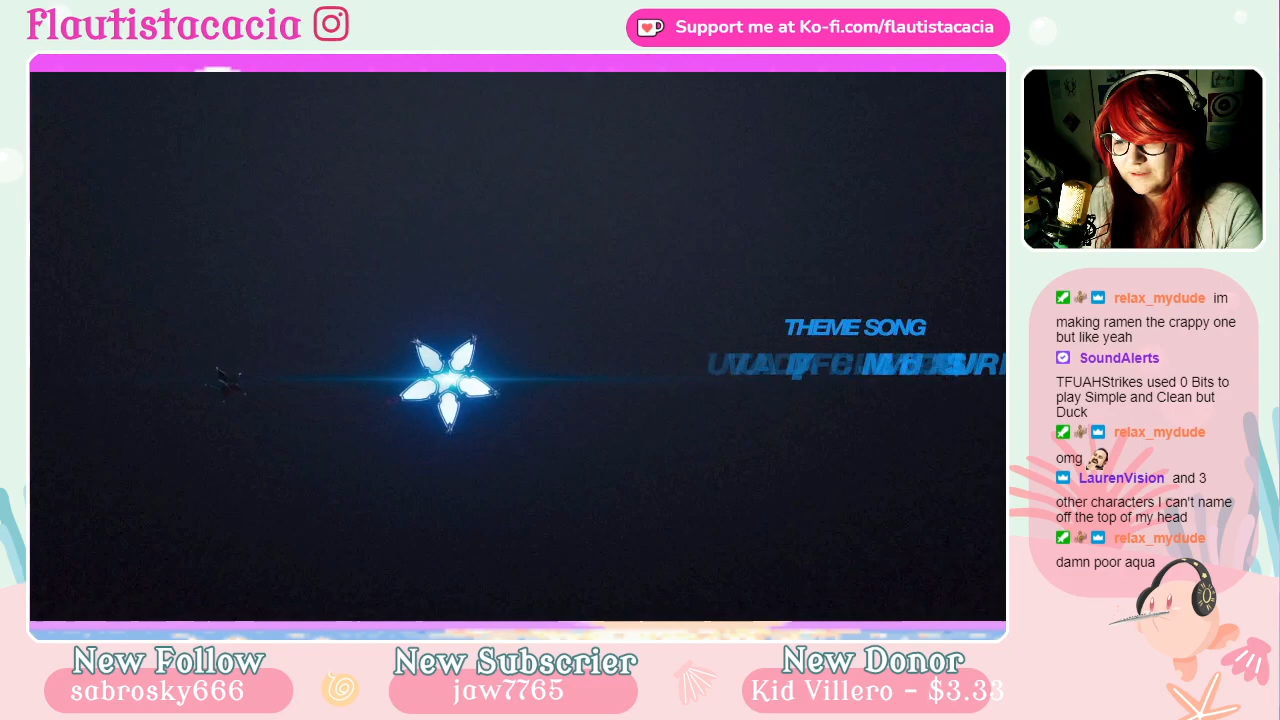 Flautistacacia
Support me at Ko-fi.com/flautistacacia
THEME SONG
relax_mydude im
making ramen the crappy one
but like yeah
SoundAlerts
TFUAHStrikes used 0 Bits to
play Simple and Clean but
Duck
relax_mydude
omg
LaurenVision and 3
other characters I can't name
off the top of my head
relax_mydude
damn poor aqua
New Follow
sabrosky666
New Subscrier
jaw7765
New Donor
Kid Villero - $3.33